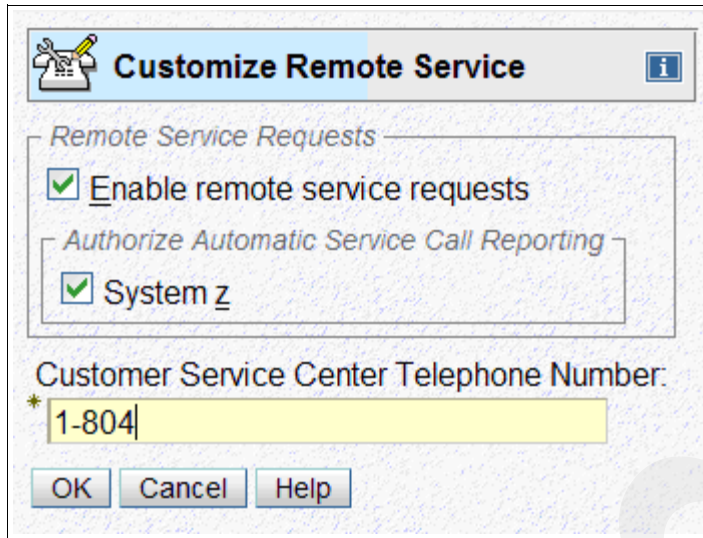 Customize Remote Service
Remote Service Requests
Enable remote service requests
Authorize Automatic Service Call Reporting
System z
Customer Service Center Telephone Number:
* 1-804
OK Cancel Help